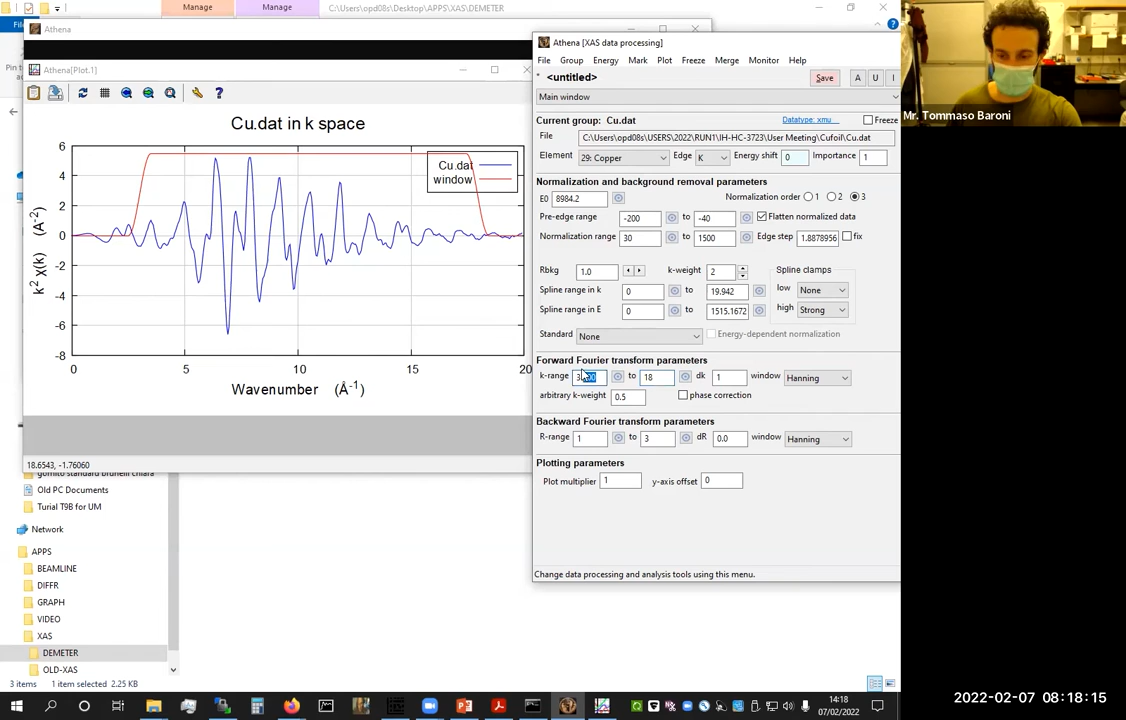 Manage
Manage
C:\Users\opd08s\Desktop\APPS\XAS\DEMETER
File
Athena
Pin t
Athena[Plot.1]
Cu.dat in k space
Cu.dat
window
k² χ(k) (Å⁻²)
6
4
2
0
-2
-4
-6
-8
0
5
10
15
20
Wavenumber (Å⁻¹)
18.6543, -1.76060
gomito standard brunelli chiara
Old PC Documents
Turial T9B for UM
Network
APPS
BEAMLINE
DIFFR
GRAPH
VIDEO
XAS
DEMETER
OLD-XAS
3 items 1 item selected 2.25 KB
Athena [XAS data processing]
File Group Energy Mark Plot Freeze Merge Monitor Help
* <untitled> Save A U I
Main window
Current group: Cu.dat Datatype: xmu Freeze
File C:\Users\opd08s\USERS\2022\RUN1\IH-HC-3723\User Meeting\Cufoil\Cu.dat
Element 29: Copper Edge K Energy shift 0 Importance 1
Normalization and background removal parameters
E0 8984.2 Normalization order 1 2 3
Pre-edge range -200 to -40 Flatten normalized data
Normalization range 30 to 1500 Edge step 1.8878956 fix
Rbkg 1.0 k-weight 2 Spline clamps
Spline range in k 0 to 19.942 low None
Spline range in E 0 to 1515.1672 high Strong
Standard None Energy-dependent normalization
Forward Fourier transform parameters
k-range to 18 dk 1 window Hanning
arbitrary k-weight 0.5 phase correction
Backward Fourier transform parameters
R-range 1 to 3 dR 0.0 window Hanning
Plotting parameters
Plot multiplier 1 y-axis offset 0
Change data processing and analysis tools using this menu.
Mr. Tommaso Baroni
14:18
07/02/2022
2022-02-07 08:18:15